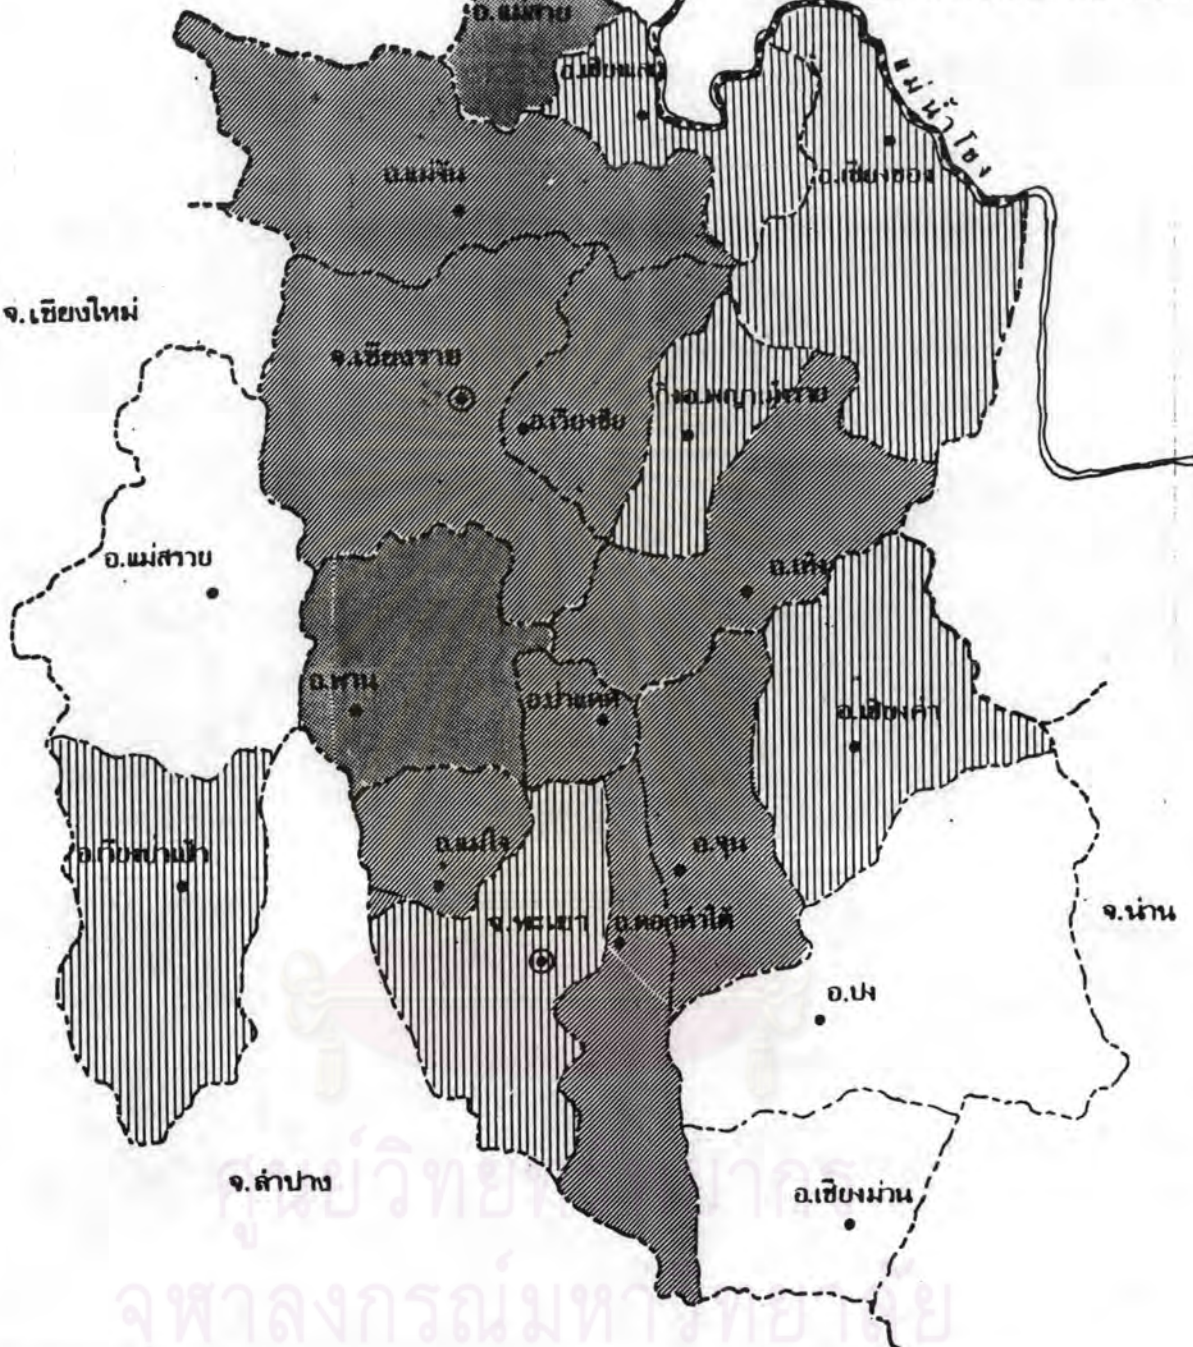 อ.แม่สาย
อ.เชียงแสน
แม่น้ำโขง
อ.แม่จัน
อ.เชียงของ
จ.เชียงใหม่
จ.เชียงราย
กิ่งอ.พญาเม็งราย
อ.เวียงชัย
อ.แม่สรวย
อ.เทิง
อ.พาน
อ.ป่าแดด
อ.เชียงคำ
อ.แม่ใจ
อ.จุน
อ.เวียงป่าเป้า
จ.น่าน
จ.พะเยา
อ.ดอกคำใต้
อ.ปง
จ.ลำปาง
อ.เชียงม่วน
ศูนย์วิทยทรัพยากร
จุฬาลงกรณ์มหาวิทยาลัย